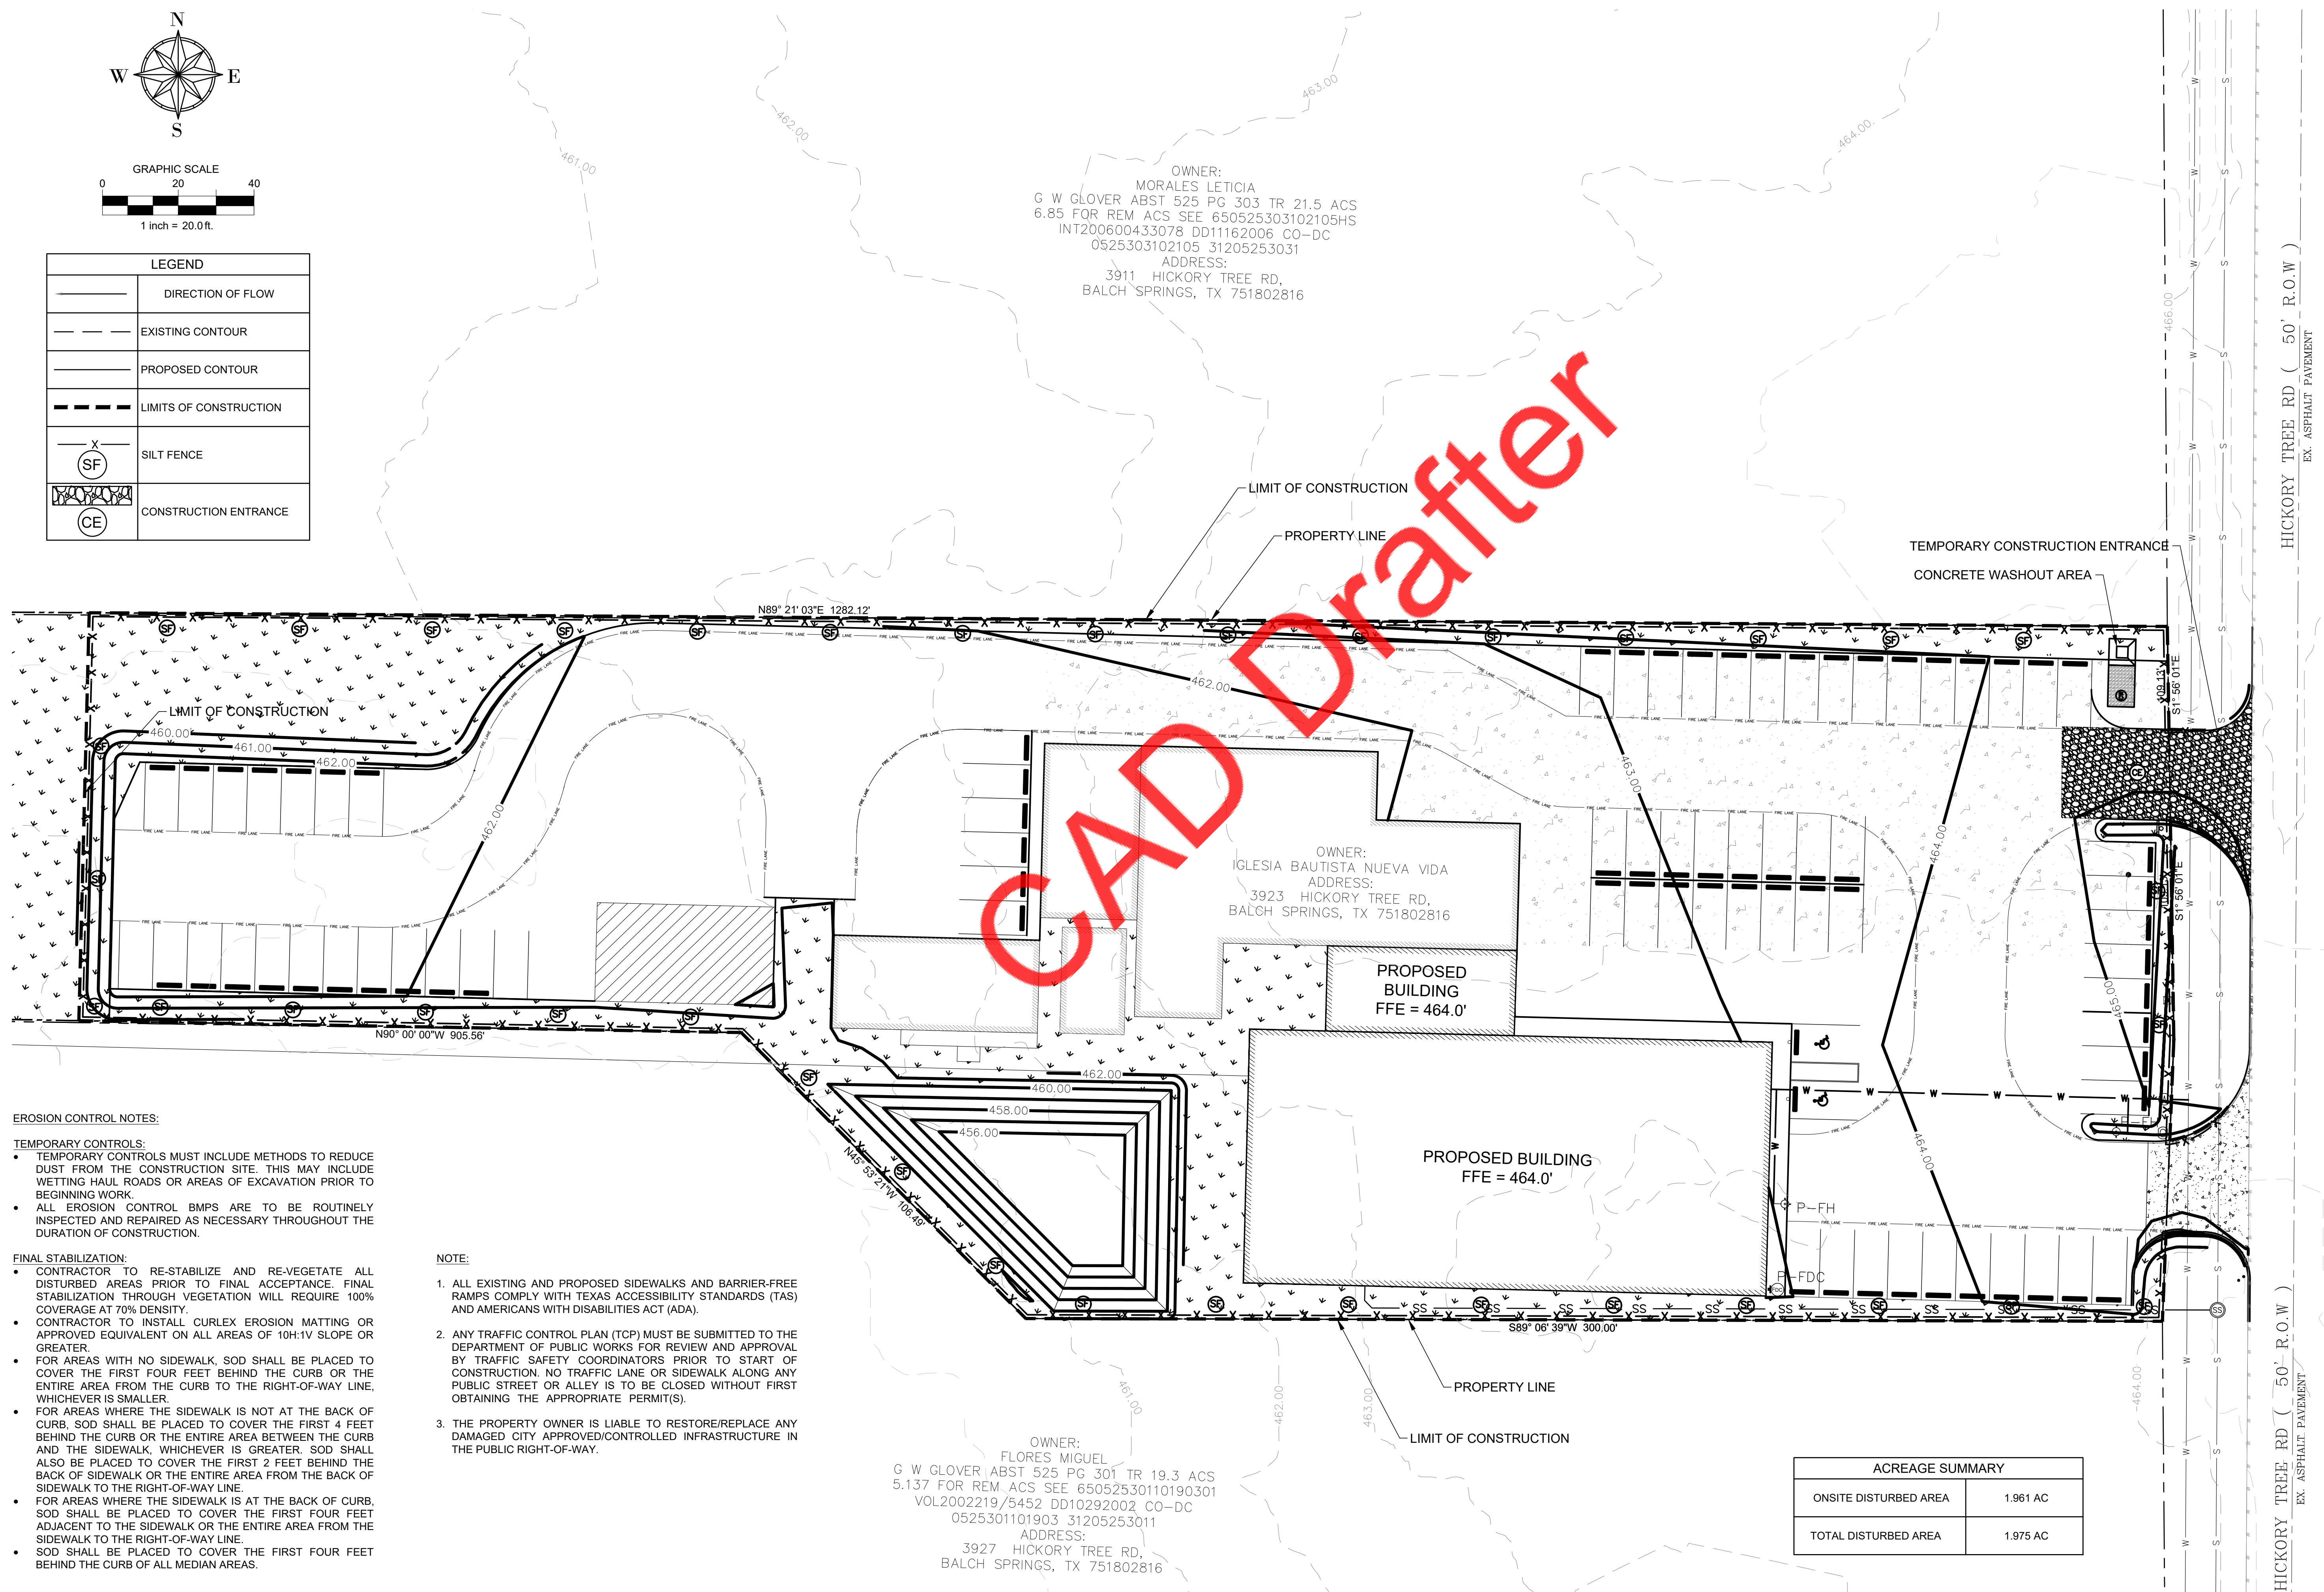 N
W E
S
GRAPHIC SCALE
0 20 40
1 inch = 20.0 ft.
LEGEND
DIRECTION OF FLOW
EXISTING CONTOUR
PROPOSED CONTOUR
LIMITS OF CONSTRUCTION
X
SF
SILT FENCE
CE
CONSTRUCTION ENTRANCE
461.00
462.00
463.00
464.00
466.00
OWNER:
MORALES LETICIA
G W GLOVER ABST 525 PG 303 TR 21.5 ACS
6.85 FOR REM ACS SEE 650525303102105HS
INT200600433078 DD11162006 CO-DC
0525303102105 31205253031
ADDRESS:
3911 HICKORY TREE RD,
BALCH SPRINGS, TX 751802816
HICKORY TREE RD ( 50' R.O.W )
EX. ASPHALT PAVEMENT
LIMIT OF CONSTRUCTION
PROPERTY LINE
TEMPORARY CONSTRUCTION ENTRANCE
CONCRETE WASHOUT AREA
CAD Drafter
N89° 21' 03"E 1282.12'
LIMIT OF CONSTRUCTION
460.00
461.00
462.00
462.00
462.00
463.00
464.00
465.00
464.00
FIRE LANE
109.13'
S1° 56' 01"E
S1° 56' 01"E
CE
OWNER:
IGLESIA BAUTISTA NUEVA VIDA
ADDRESS:
3923 HICKORY TREE RD,
BALCH SPRINGS, TX 751802816
PROPOSED
BUILDING
FFE = 464.0'
PROPOSED BUILDING
FFE = 464.0'
P-FH
P-FH
P-FDC
N90° 00' 00"W 905.56'
462.00
460.00
458.00
456.00
N45° 53' 21"W 106.49'
S89° 06' 39"W 300.00'
SS
PROPERTY LINE
LIMIT OF CONSTRUCTION
461.00
462.00
463.00
464.00
EROSION CONTROL NOTES:
TEMPORARY CONTROLS:
• TEMPORARY CONTROLS MUST INCLUDE METHODS TO REDUCE
DUST FROM THE CONSTRUCTION SITE. THIS MAY INCLUDE
WETTING HAUL ROADS OR AREAS OF EXCAVATION PRIOR TO
BEGINNING WORK.
• ALL EROSION CONTROL BMPS ARE TO BE ROUTINELY
INSPECTED AND REPAIRED AS NECESSARY THROUGHOUT THE
DURATION OF CONSTRUCTION.
FINAL STABILIZATION:
• CONTRACTOR TO RE-STABILIZE AND RE-VEGETATE ALL
DISTURBED AREAS PRIOR TO FINAL ACCEPTANCE. FINAL
STABILIZATION THROUGH VEGETATION WILL REQUIRE 100%
COVERAGE AT 70% DENSITY.
• CONTRACTOR TO INSTALL CURLEX EROSION MATTING OR
APPROVED EQUIVALENT ON ALL AREAS OF 10H:1V SLOPE OR
GREATER.
• FOR AREAS WITH NO SIDEWALK, SOD SHALL BE PLACED TO
COVER THE FIRST FOUR FEET BEHIND THE CURB OR THE
ENTIRE AREA FROM THE CURB TO THE RIGHT-OF-WAY LINE,
WHICHEVER IS SMALLER.
• FOR AREAS WHERE THE SIDEWALK IS NOT AT THE BACK OF
CURB, SOD SHALL BE PLACED TO COVER THE FIRST 4 FEET
BEHIND THE CURB OR THE ENTIRE AREA BETWEEN THE CURB
AND THE SIDEWALK, WHICHEVER IS GREATER. SOD SHALL
ALSO BE PLACED TO COVER THE FIRST 2 FEET BEHIND THE
BACK OF SIDEWALK OR THE ENTIRE AREA FROM THE BACK OF
SIDEWALK TO THE RIGHT-OF-WAY LINE.
• FOR AREAS WHERE THE SIDEWALK IS AT THE BACK OF CURB,
SOD SHALL BE PLACED TO COVER THE FIRST FOUR FEET
ADJACENT TO THE SIDEWALK OR THE ENTIRE AREA FROM THE
SIDEWALK TO THE RIGHT-OF-WAY LINE.
• SOD SHALL BE PLACED TO COVER THE FIRST FOUR FEET
BEHIND THE CURB OF ALL MEDIAN AREAS.
NOTE:
1. ALL EXISTING AND PROPOSED SIDEWALKS AND BARRIER-FREE
RAMPS COMPLY WITH TEXAS ACCESSIBILITY STANDARDS (TAS)
AND AMERICANS WITH DISABILITIES ACT (ADA).
2. ANY TRAFFIC CONTROL PLAN (TCP) MUST BE SUBMITTED TO THE
DEPARTMENT OF PUBLIC WORKS FOR REVIEW AND APPROVAL
BY TRAFFIC SAFETY COORDINATORS PRIOR TO START OF
CONSTRUCTION. NO TRAFFIC LANE OR SIDEWALK ALONG ANY
PUBLIC STREET OR ALLEY IS TO BE CLOSED WITHOUT FIRST
OBTAINING THE APPROPRIATE PERMIT(S).
3. THE PROPERTY OWNER IS LIABLE TO RESTORE/REPLACE ANY
DAMAGED CITY APPROVED/CONTROLLED INFRASTRUCTURE IN
THE PUBLIC RIGHT-OF-WAY.
OWNER:
FLORES MIGUEL
G W GLOVER ABST 525 PG 301 TR 19.3 ACS
5.137 FOR REM ACS SEE 65052530110190301
VOL2002219/5452 DD10292002 CO-DC
0525301101903 31205253011
ADDRESS:
3927 HICKORY TREE RD,
BALCH SPRINGS, TX 751802816
ACREAGE SUMMARY
ONSITE DISTURBED AREA 1.961 AC
TOTAL DISTURBED AREA 1.975 AC
HICKORY TREE RD ( 50' R.O.W )
EX. ASPHALT PAVEMENT